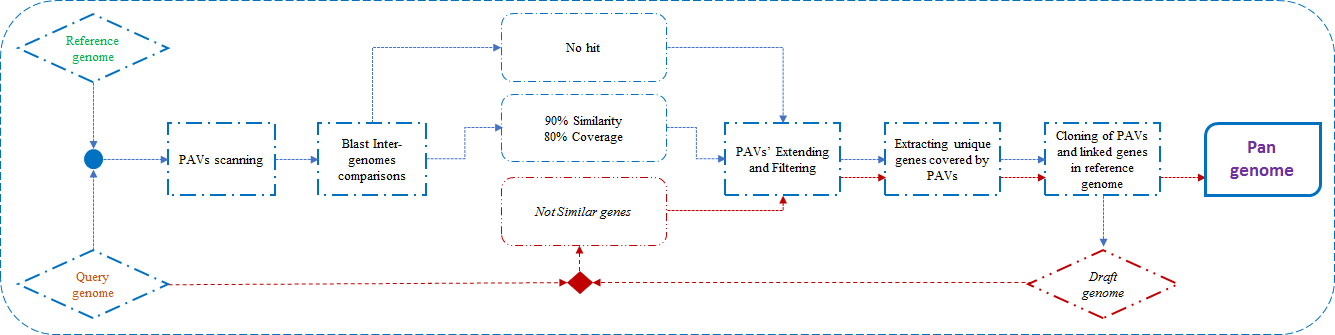 Reference
genome
No hit
90% Similarity
80% Coverage
PAVs scanning
Blast Inter-
genomes
comparisons
PAVs’ Extending
and Filtering
Extracting unique
genes covered by
PAVs
Cloning of PAVs
and linked genes
in reference
genome
Pan
genome
Not Similar genes
Query
genome
Draft
genome